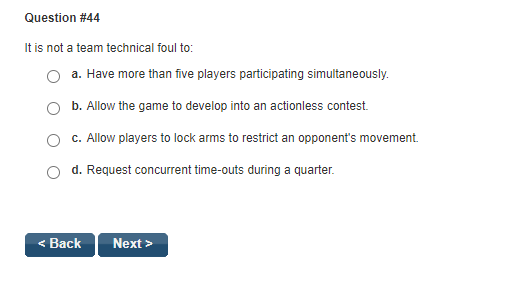 Question #44
It is not a team technical foul to:
a. Have more than five players participating simultaneously.
b. Allow the game to develop into an actionless contest.
c. Allow players to lock arms to restrict an opponent's movement.
d. Request concurrent time-outs during a quarter.
< Back Next >